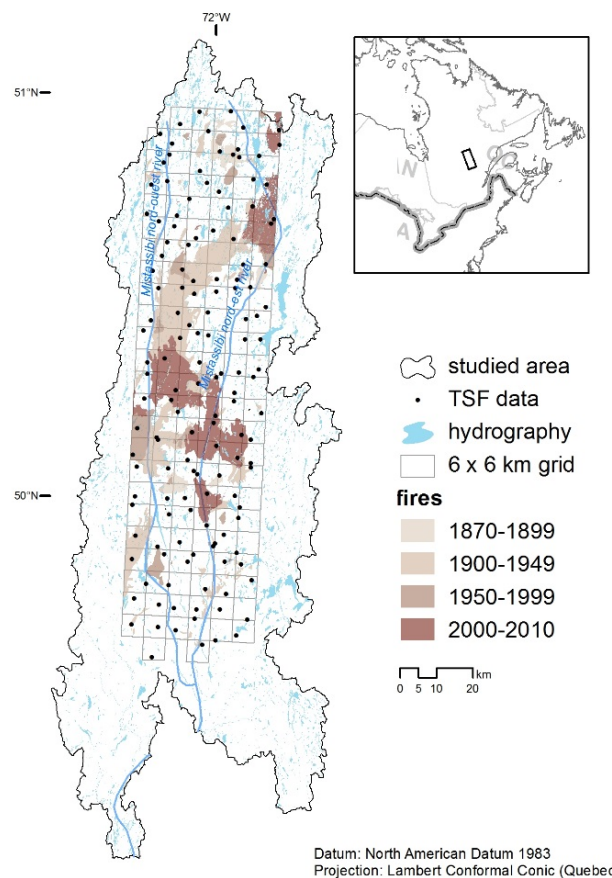 72°W
51°N
Mistassibi nord-ouest river
Mistassibi nord-est river
N
A
50°N
studied area
TSF data
hydrography
6 x 6 km grid
fires
1870-1899
1900-1949
1950-1999
2000-2010
km
0 5 10 20
Datum: North American Datum 1983
Projection: Lambert Conformal Conic (Quebec